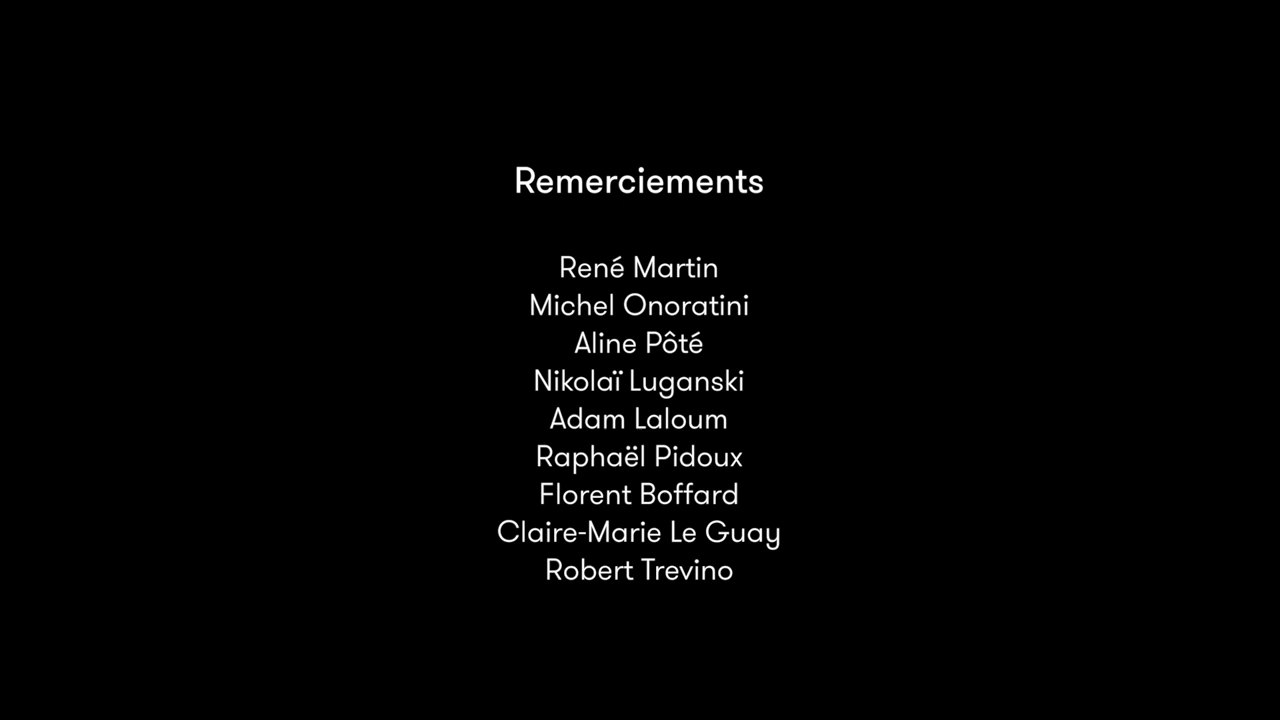 Remerciements
René Martin
Michel Onoratini
Aline Pôté
Nikolaï Luganski
Adam Laloum
Raphaël Pidoux
Florent Boffard
Claire-Marie Le Guay
Robert Trevino